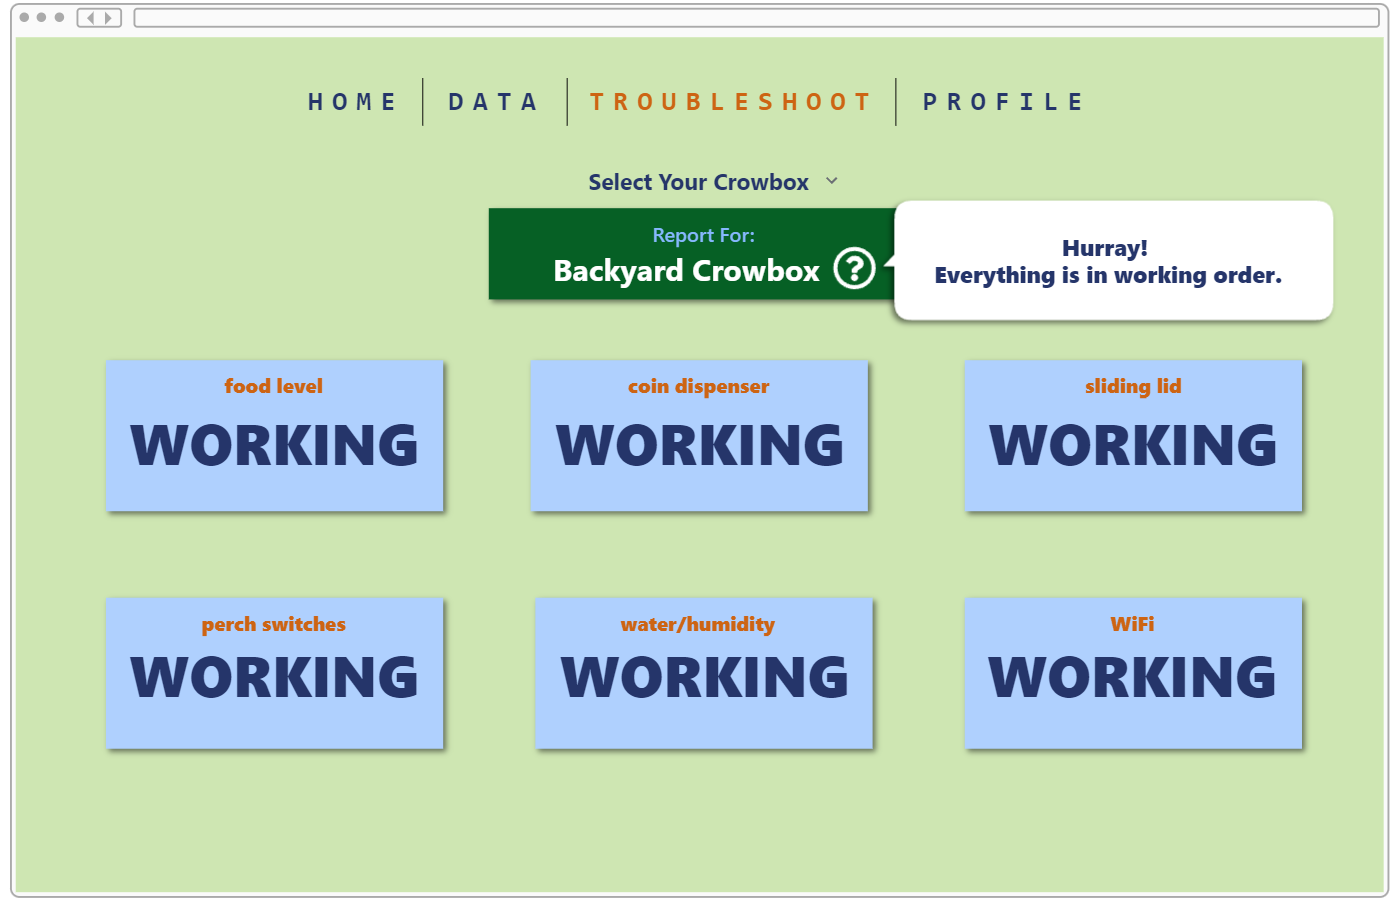 HOME DATA TROUBLESHOOT PROFILE
Select Your Crowbox
Report For:
Backyard Crowbox ?
Hurray!
Everything is in working order.
food level
WORKING
coin dispenser
WORKING
sliding lid
WORKING
perch switches
WORKING
water/humidity
WORKING
WiFi
WORKING